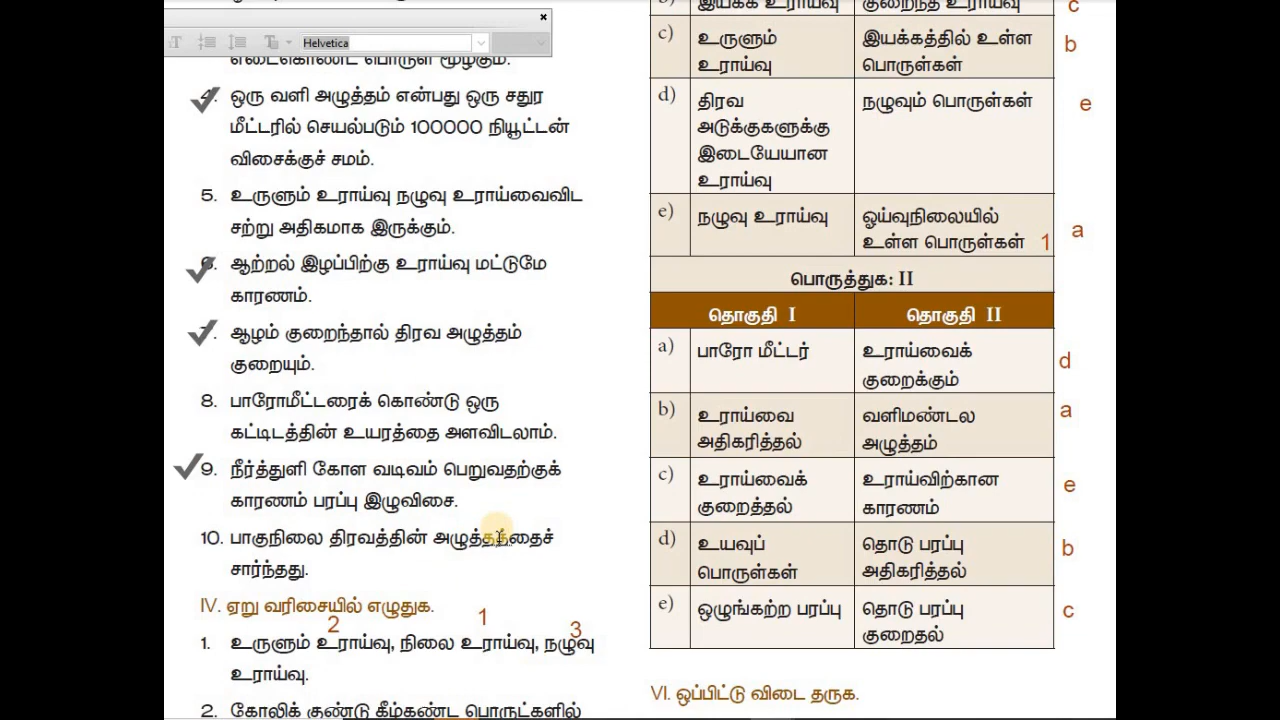 Helvetica
எடைகொண்ட பொருள் மூழ்கும்.
4. ஒரு வளி அழுத்தம் என்பது ஒரு சதுர
மீட்டரில் செயல்படும் 100000 நியூட்டன்
விசைக்குச் சமம்.
5. உருளும் உராய்வு நழுவு உராய்வைவிட
சற்று அதிகமாக இருக்கும்.
6. ஆற்றல் இழப்பிற்கு உராய்வு மட்டுமே
காரணம்.
7. ஆழம் குறைந்தால் திரவ அழுத்தம்
குறையும்.
8. பாரோமீட்டரைக் கொண்டு ஒரு
கட்டிடத்தின் உயரத்தை அளவிடலாம்.
9. நீர்த்துளி கோள வடிவம் பெறுவதற்குக்
காரணம் பரப்பு இழுவிசை.
10. பாகுநிலை திரவத்தின் அழுத்தத்தைச்
சார்ந்தது.
IV. ஏறு வரிசையில் எழுதுக.
2 1 3
1. உருளும் உராய்வு, நிலை உராய்வு, நழுவு
உராய்வு.
2. கோலிக் குண்டு கீழ்கண்ட பொருட்களில்
b) இயக்க உராய்வு குறைந்த உராய்வு c
c) உருளும் இயக்கத்தில் உள்ள b
உராய்வு பொருள்கள்
d) திரவ நழுவும் பொருள்கள் e
அடுக்குகளுக்கு
இடையேயான
உராய்வு
e) நழுவு உராய்வு ஓய்வுநிலையில் a
உள்ள பொருள்கள் 1
பொருத்துக: II
தொகுதி I தொகுதி II
a) பாரோ மீட்டர் உராய்வைக் d
குறைக்கும்
b) உராய்வை வளிமண்டல a
அதிகரித்தல் அழுத்தம்
c) உராய்வைக் உராய்விற்கான e
குறைத்தல் காரணம்
d) உயவுப் தொடு பரப்பு b
பொருள்கள் அதிகரித்தல்
e) ஒழுங்கற்ற பரப்பு தொடு பரப்பு c
குறைதல்
VI. ஒப்பிட்டு விடை தருக.